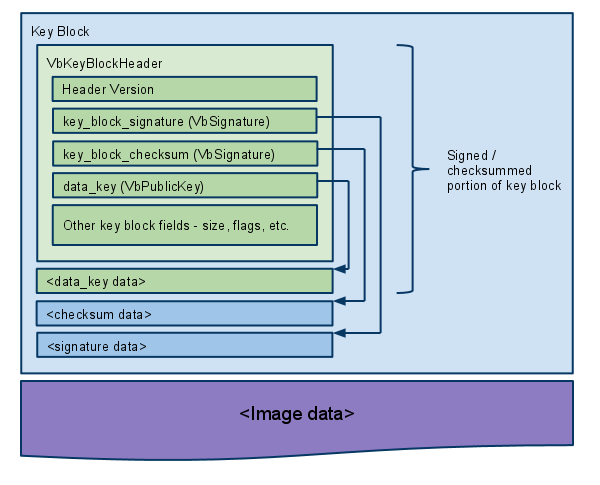 Key Block
VbKeyBlockHeader
Header Version
key_block_signature (VbSignature)
key_block_checksum (VbSignature)
data_key (VbPublicKey)
Other key block fields - size, flags, etc.
<data_key data>
<checksum data>
<signature data>
Signed /
checksummed
portion of key block
<Image data>